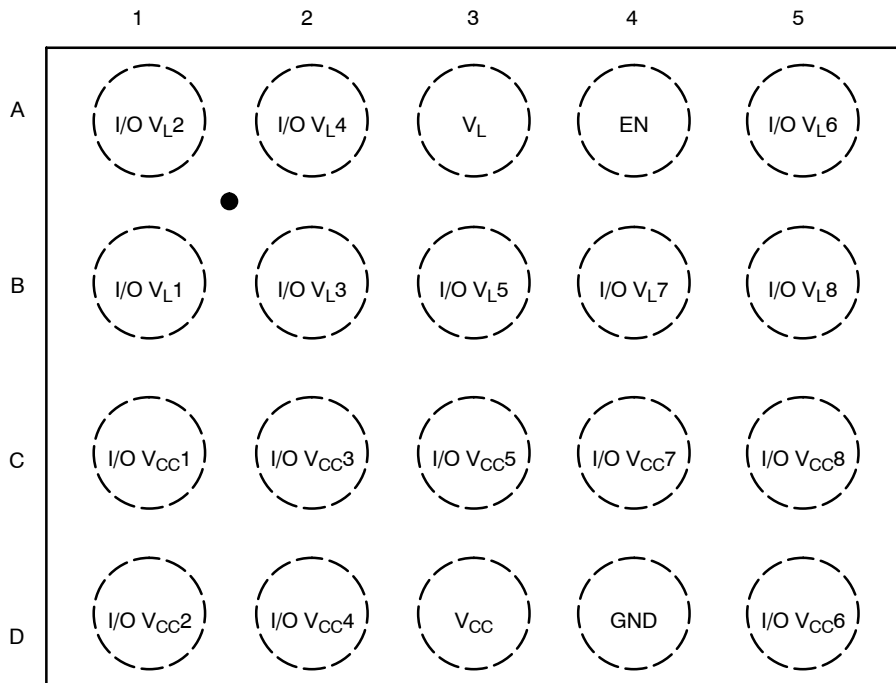 1 2 3 4 5
A I/O VL2 I/O VL4 VL EN I/O VL6
B I/O VL1 I/O VL3 I/O VL5 I/O VL7 I/O VL8
C I/O VCC1 I/O VCC3 I/O VCC5 I/O VCC7 I/O VCC8
D I/O VCC2 I/O VCC4 VCC GND I/O VCC6